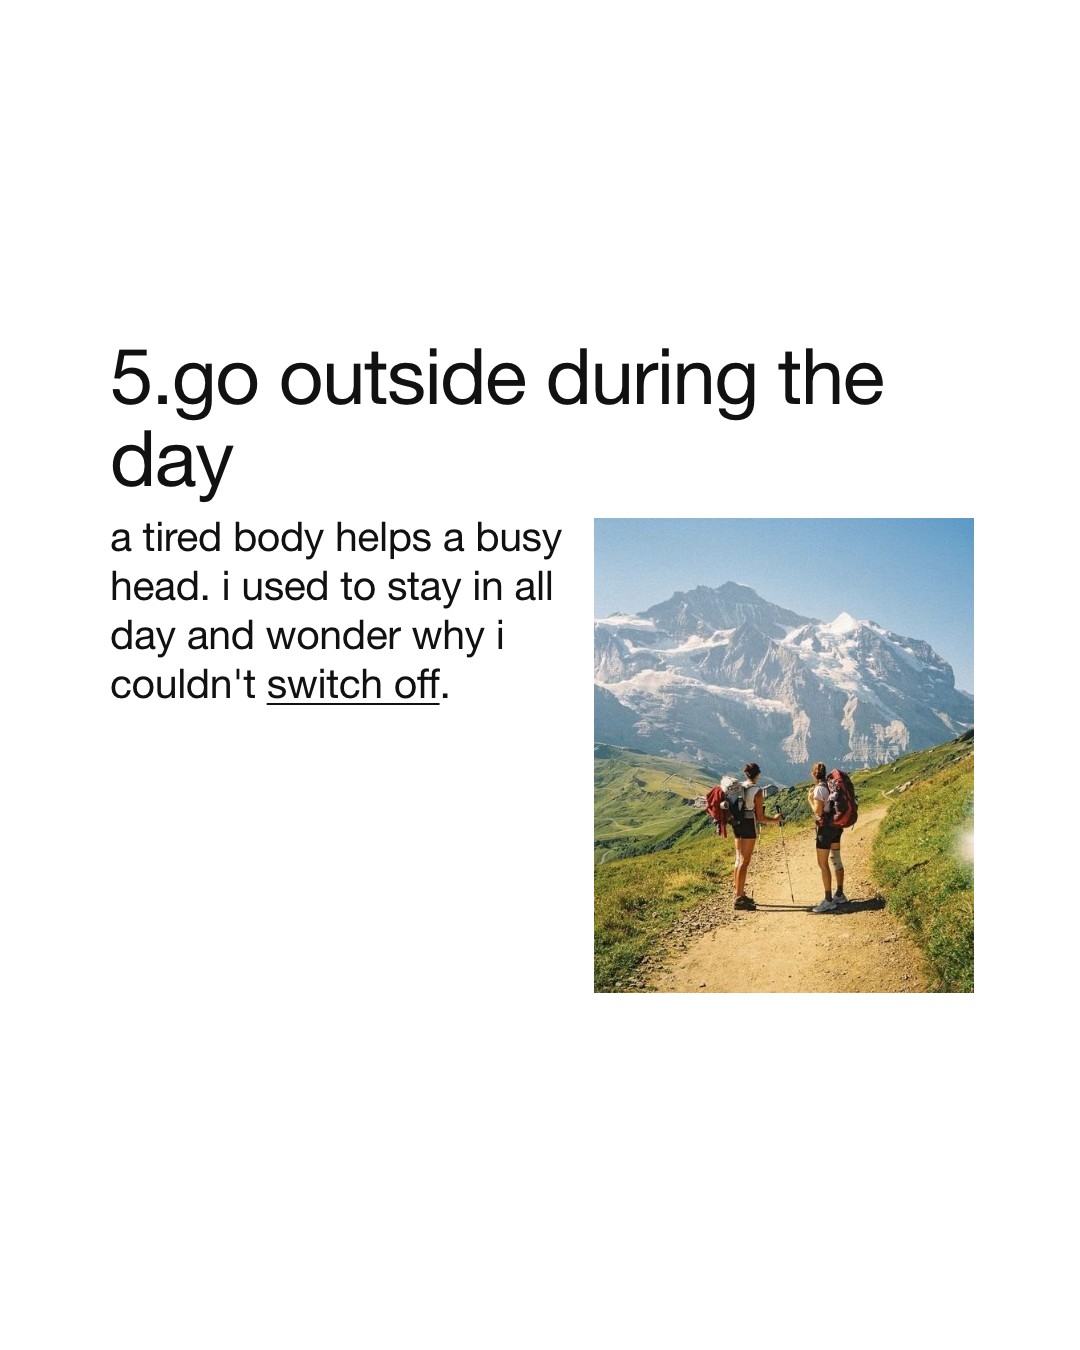 5.go outside during the
day
a tired body helps a busy
head. i used to stay in all
day and wonder why i
couldn't switch off.